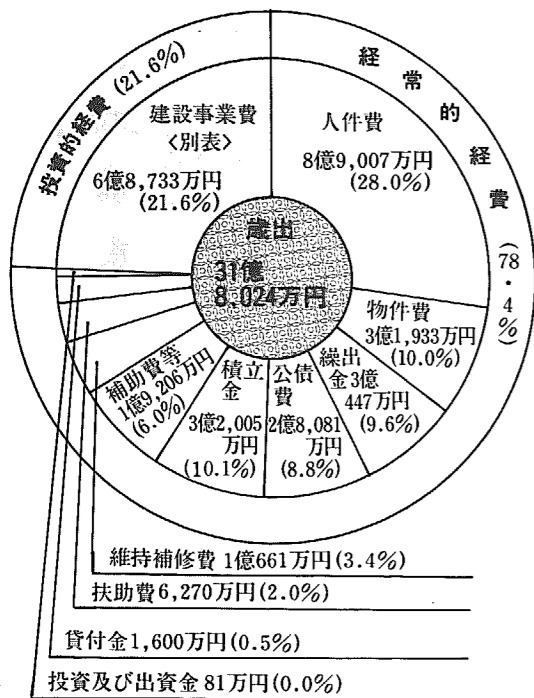 投資的経費 (21.6%)
経常的経費 (78・4%)
建設事業費
<別表>
6億8,733万円
(21.6%)
人件費
8億9,007万円
(28.0%)
歳出
31億
8,024万円
物件費
3億1,933万円
(10.0%)
繰出
金3億
447万円
(9.6%)
公債
費
2億8,081
万円
(8.8%)
積立
金
3億2,005
万円
(10.1%)
補助費等
1億9,206万円
(6.0%)
維持補修費 1億661万円(3.4%)
扶助費6,270万円(2.0%)
貸付金1,600万円(0.5%)
投資及び出資金 81万円(0.0%)